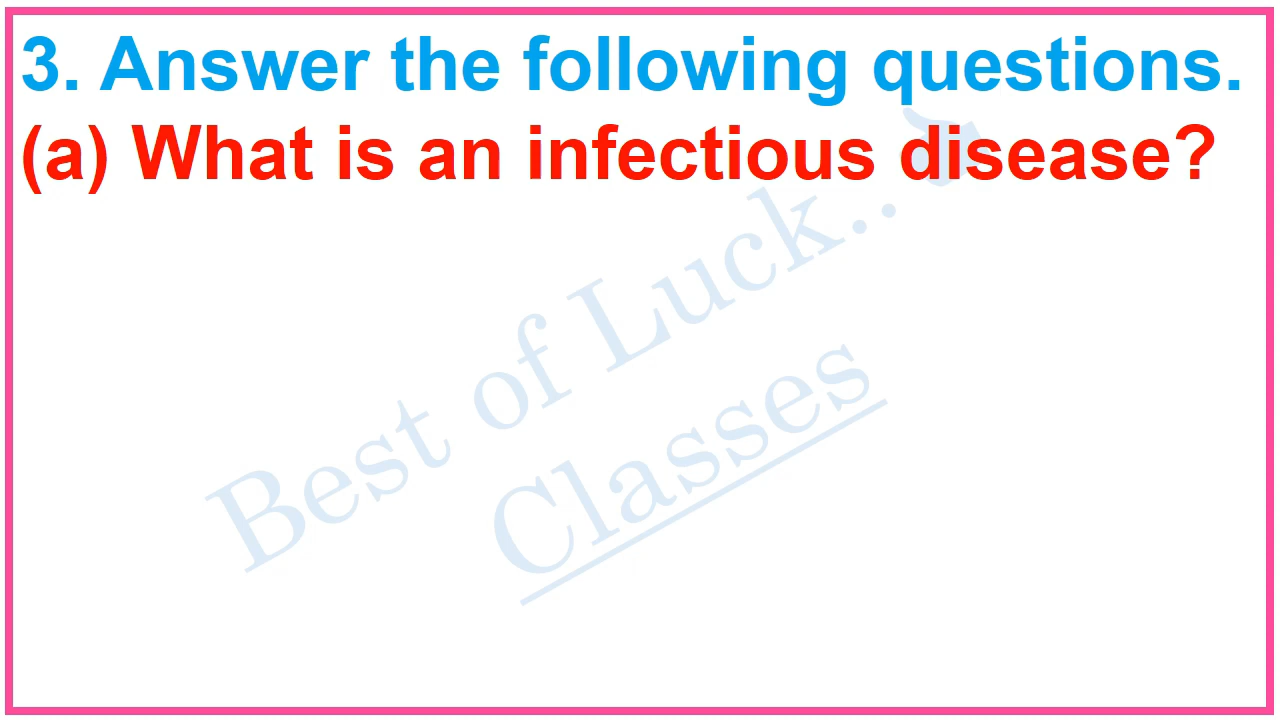 3. Answer the following questions.
(a) What is an infectious disease?
Best of Luck..
Classes